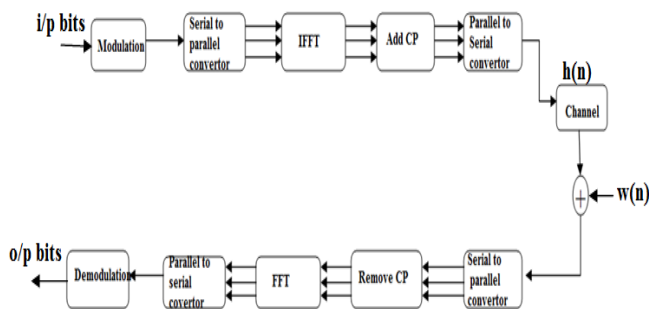 i/p bits
Modulation
Serial to
parallel
convertor
IFFT
Add CP
Parallel to
Serial
convertor
h(n)
Channel
+
w(n)
o/p bits
Demodulation
Parallel to
serial
covertor
FFT
Remove CP
Serial to
parallel
convertor